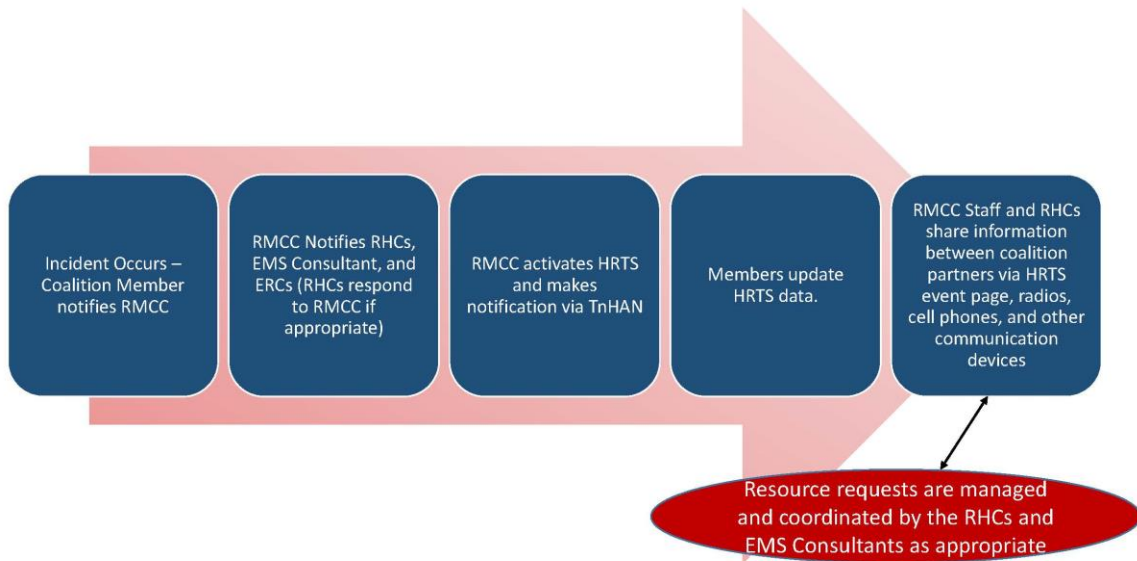 Incident Occurs –
Coalition Member
notifies RMCC
RMCC Notifies RHCs,
EMS Consultant, and
ERCs (RHCs respond
to RMCC if
appropriate)
RMCC activates HRTS
and makes
notification via TnHAN
Members update
HRTS data.
RMCC Staff and RHCs
share information
between coalition
partners via HRTS
event page, radios,
cell phones, and other
communication
devices
Resource requests are managed
and coordinated by the RHCs and
EMS Consultants as appropriate